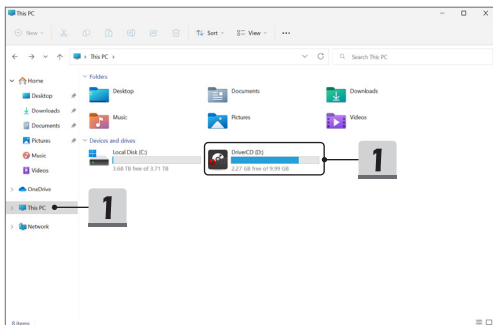 This PC
New
Sort
View
This PC
Search This PC
Home
Desktop
Downloads
Documents
Pictures
Music
Videos
OneDrive
This PC
Network
Folders
Desktop
Documents
Downloads
Music
Pictures
Videos
Devices and drives
Local Disk (C:)
3.68 TB free of 3.71 TB
DriverCD (D:)
2.27 GB free of 9.99 GB
1
1
8 items